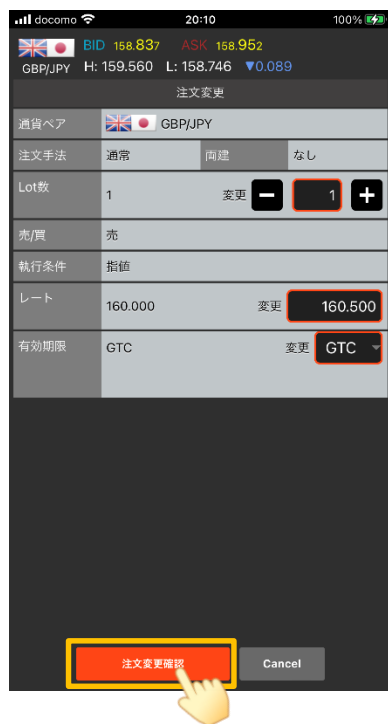 docomo 20:10 100%
BID 158.837 ASK 158.952
GBP/JPY H: 159.560 L: 158.746 ▼0.089
注文変更
通貨ペア GBP/JPY
注文手法 通常 両建 なし
Lot数 1 変更 − 1 +
売/買 売
執行条件 指値
レート 160.000 変更 160.500
有効期限 GTC 変更 GTC
注文変更確認 Cancel